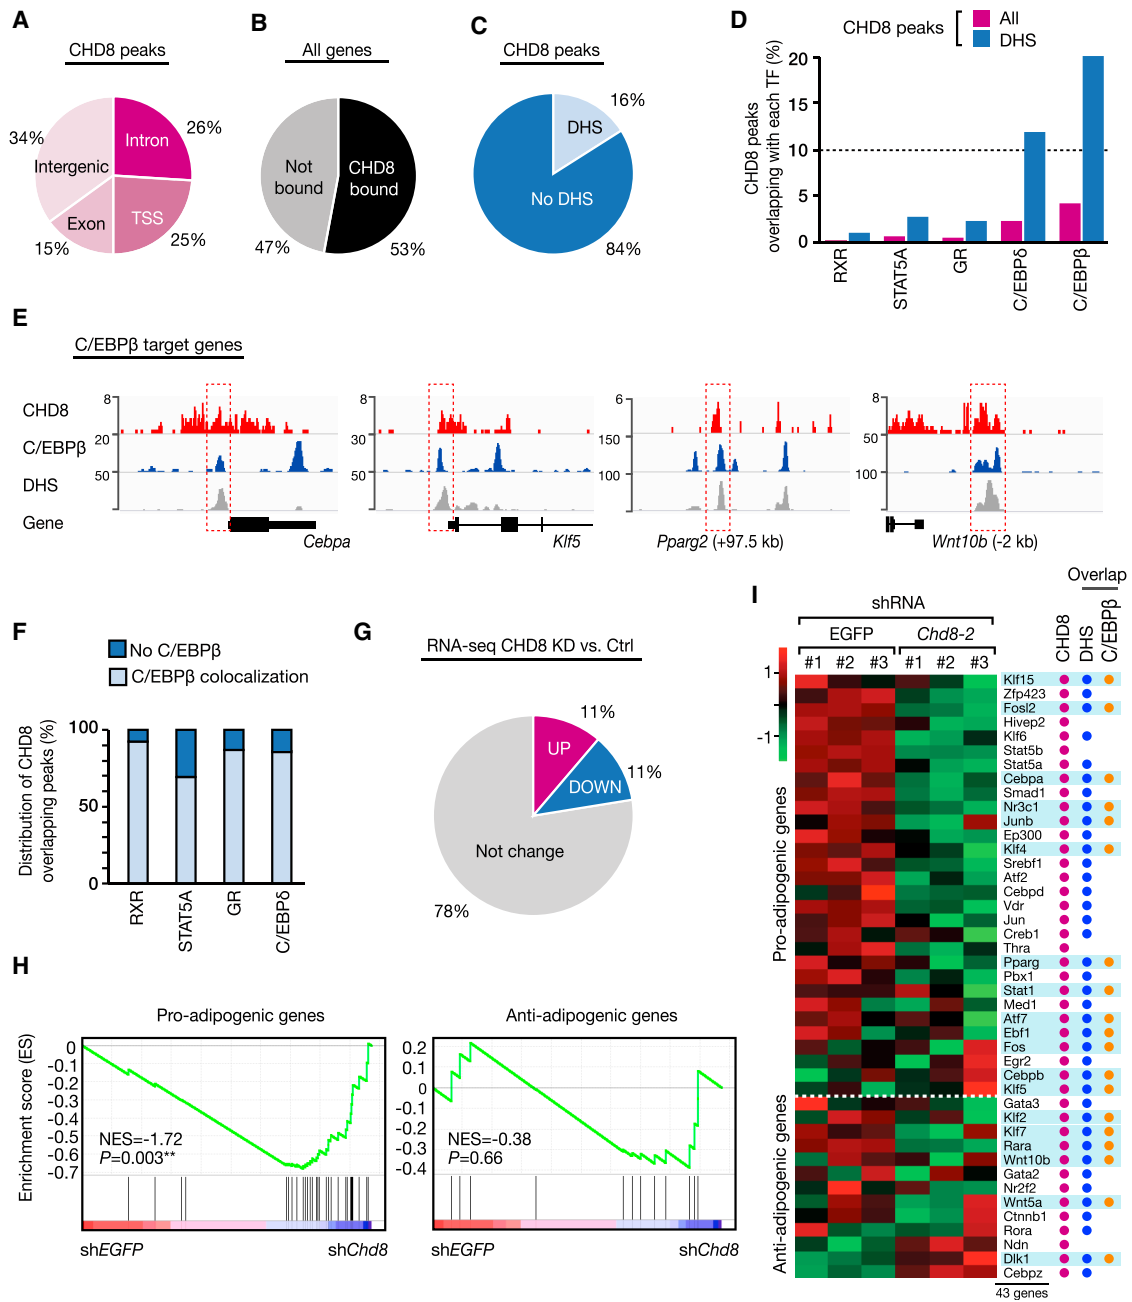 A
CHD8 peaks
34%
26%
Intron
Intergenic
Exon
TSS
15%
25%
B
All genes
Not bound
CHD8 bound
47%
53%
C
CHD8 peaks
16%
DHS
No DHS
84%
D
CHD8 peaks
All
DHS
CHD8 peaks
overlapping with each TF (%)
20
15
10
5
0
RXR
STAT5A
GR
C/EBPδ
C/EBPβ
E
C/EBPβ target genes
CHD8
C/EBPβ
DHS
Gene
8
20
50
Cebpa
8
30
50
Klf5
6
150
100
Pparg2 (+97.5 kb)
8
50
100
Wnt10b (-2 kb)
F
No C/EBPβ
C/EBPβ colocalization
Distribution of CHD8
overlapping peaks (%)
100
50
0
RXR
STAT5A
GR
C/EBPδ
G
RNA-seq CHD8 KD vs. Ctrl
11%
UP
11%
DOWN
Not change
78%
H
Pro-adipogenic genes
Enrichment score (ES)
0
-0.1
-0.2
-0.3
-0.4
-0.5
-0.6
-0.7
NES=-1.72
P=0.003**
shEGFP
shChd8
Anti-adipogenic genes
0.2
0
-0.1
-0.2
-0.3
-0.4
NES=-0.38
P=0.66
shEGFP
shChd8
I
Overlap
shRNA
EGFP
Chd8-2
#1 #2 #3 #1 #2 #3
CHD8
DHS
C/EBPβ
1
-1
Pro-adipogenic genes
Klf15
Zfp423
Fosl2
Hivep2
Klf6
Stat5b
Stat5a
Cebpa
Smad1
Nr3c1
Junb
Ep300
Klf4
Srebf1
Atf2
Cebpd
Vdr
Jun
Creb1
Thra
Pparg
Pbx1
Stat1
Med1
Atf7
Ebf1
Fos
Egr2
Cebpb
Klf5
Anti-adipogenic genes
Gata3
Klf2
Klf7
Rara
Wnt10b
Gata2
Nr2f2
Wnt5a
Ctnnb1
Rora
Ndn
Dlk1
Cebpz
43 genes